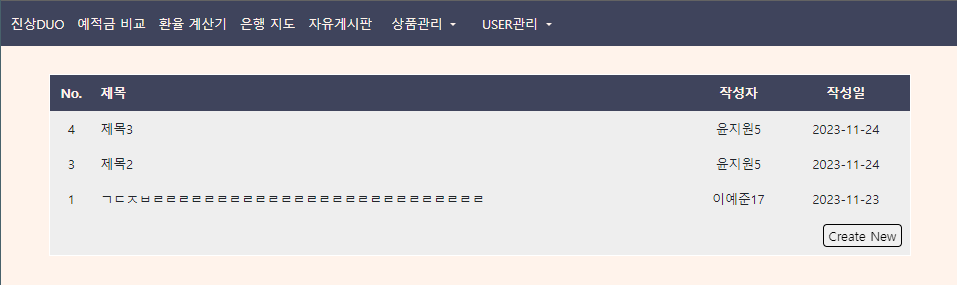 진상DUO 예적금 비교 환율 계산기 은행 지도 자유게시판 상품관리 USER관리
No. 제목 작성자 작성일
4 제목3 윤지원5 2023-11-24
3 제목2 윤지원5 2023-11-24
1 ㄱㄷㅈㅂㄹㄹㄹㄹㄹㄹㄹㄹㄹㄹㄹㄹㄹㄹㄹㄹㄹㄹㄹㄹㄹㄹㄹㄹㄹㄹ 이예준17 2023-11-23
Create New